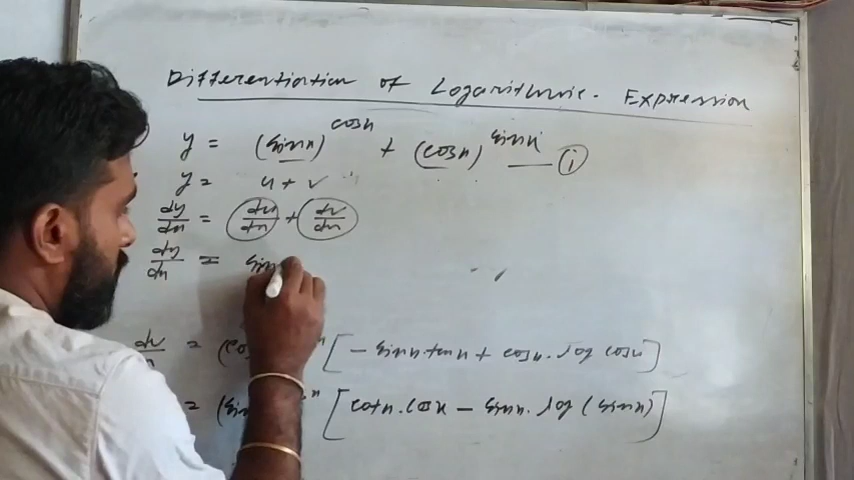 Differentiation of Logarithmic. Expression
y = (sinx)^cosx + (cosx)^sinx — (i)
y = u + v
dy/dx = du/dx + dv/dx
dy/dx = sin
dv = (cos x [ - sinx.tanx + cosx. log cosx]
= (sin x [ cotx.cosx - sinx. log (sinx)]